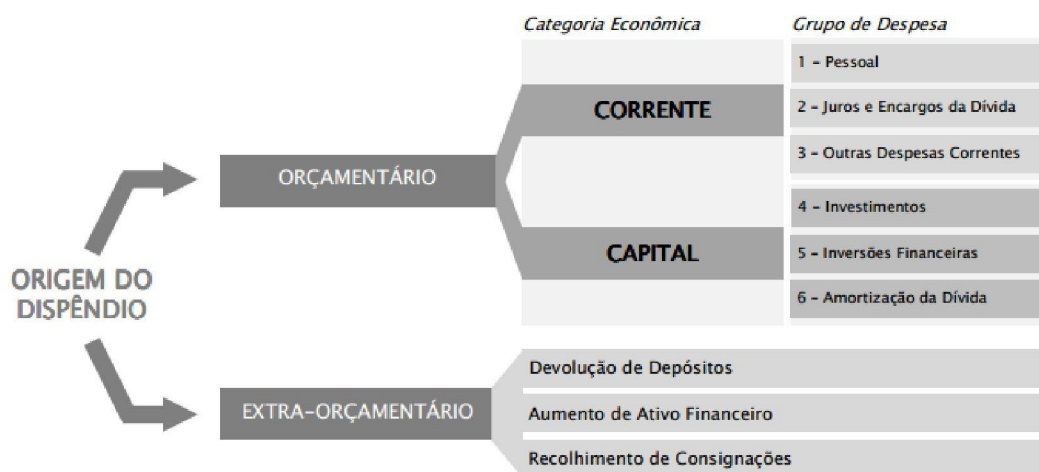 Categoria Econômica
Grupo de Despesa
1 - Pessoal
CORRENTE
2 - Juros e Encargos da Dívida
3 - Outras Despesas Correntes
ORÇAMENTÁRIO
4 - Investimentos
CAPITAL
5 - Inversões Financeiras
6 - Amortização da Dívida
ORIGEM DO
DISPÊNDIO
Devolução de Depósitos
EXTRA-ORÇAMENTÁRIO
Aumento de Ativo Financeiro
Recolhimento de Consignações